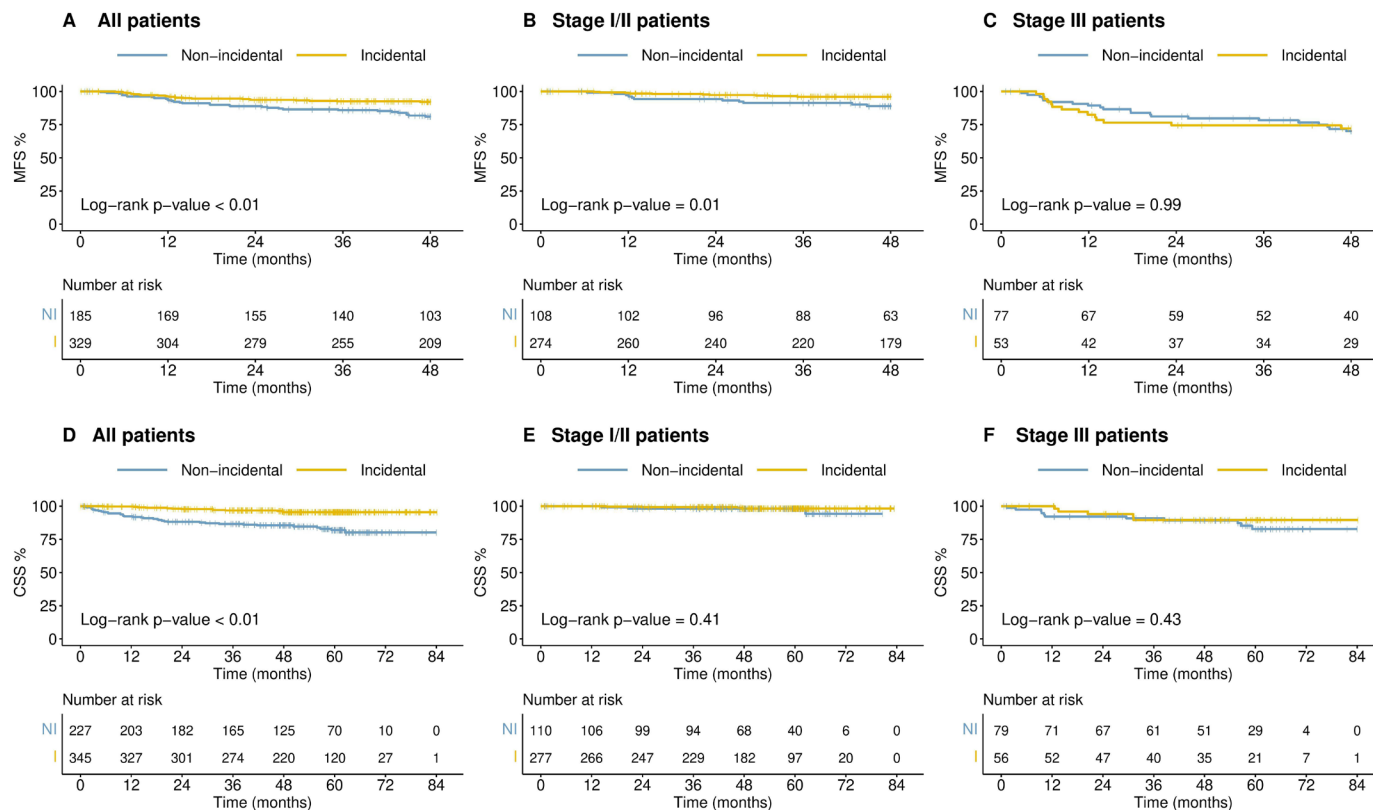 A All patients
Non−incidental Incidental
MFS %
100
75
50
25
0
Log−rank p−value < 0.01
0 12 24 36 48
Time (months)
Number at risk
NI 185 169 155 140 103
I 329 304 279 255 209
0 12 24 36 48
Time (months)
B Stage I/II patients
Non−incidental Incidental
MFS %
100
75
50
25
0
Log−rank p−value = 0.01
0 12 24 36 48
Time (months)
Number at risk
NI 108 102 96 88 63
I 274 260 240 220 179
0 12 24 36 48
Time (months)
C Stage III patients
Non−incidental Incidental
MFS %
100
75
50
25
0
Log−rank p−value = 0.99
0 12 24 36 48
Time (months)
Number at risk
NI 77 67 59 52 40
I 53 42 37 34 29
0 12 24 36 48
Time (months)
D All patients
Non−incidental Incidental
CSS %
100
75
50
25
0
Log−rank p−value < 0.01
0 12 24 36 48 60 72 84
Time (months)
Number at risk
NI 227 203 182 165 125 70 10 0
I 345 327 301 274 220 120 27 1
0 12 24 36 48 60 72 84
Time (months)
E Stage I/II patients
Non−incidental Incidental
CSS %
100
75
50
25
0
Log−rank p−value = 0.41
0 12 24 36 48 60 72 84
Time (months)
Number at risk
NI 110 106 99 94 68 40 6 0
I 277 266 247 229 182 97 20 0
0 12 24 36 48 60 72 84
Time (months)
F Stage III patients
Non−incidental Incidental
CSS %
100
75
50
25
0
Log−rank p−value = 0.43
0 12 24 36 48 60 72 84
Time (months)
Number at risk
NI 79 71 67 61 51 29 4 0
I 56 52 47 40 35 21 7 1
0 12 24 36 48 60 72 84
Time (months)